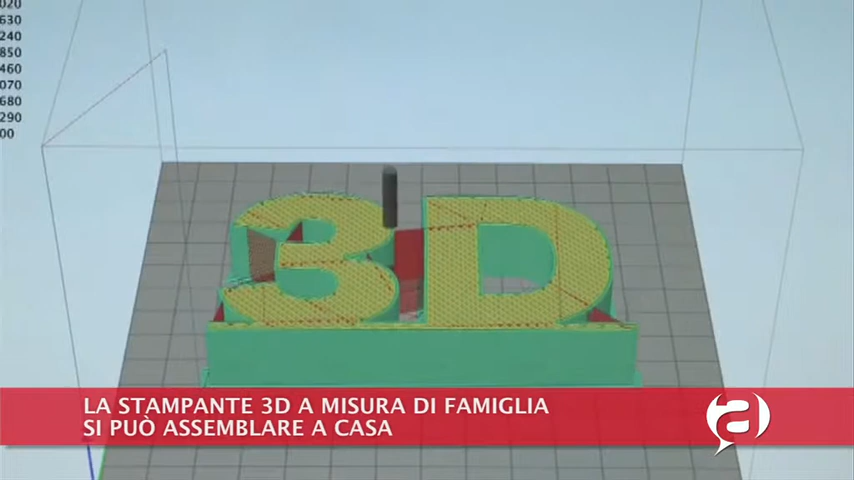 020
630
240
850
460
070
680
290
00
3D
LA STAMPANTE 3D A MISURA DI FAMIGLIA
SI PUÒ ASSEMBLARE A CASA
a